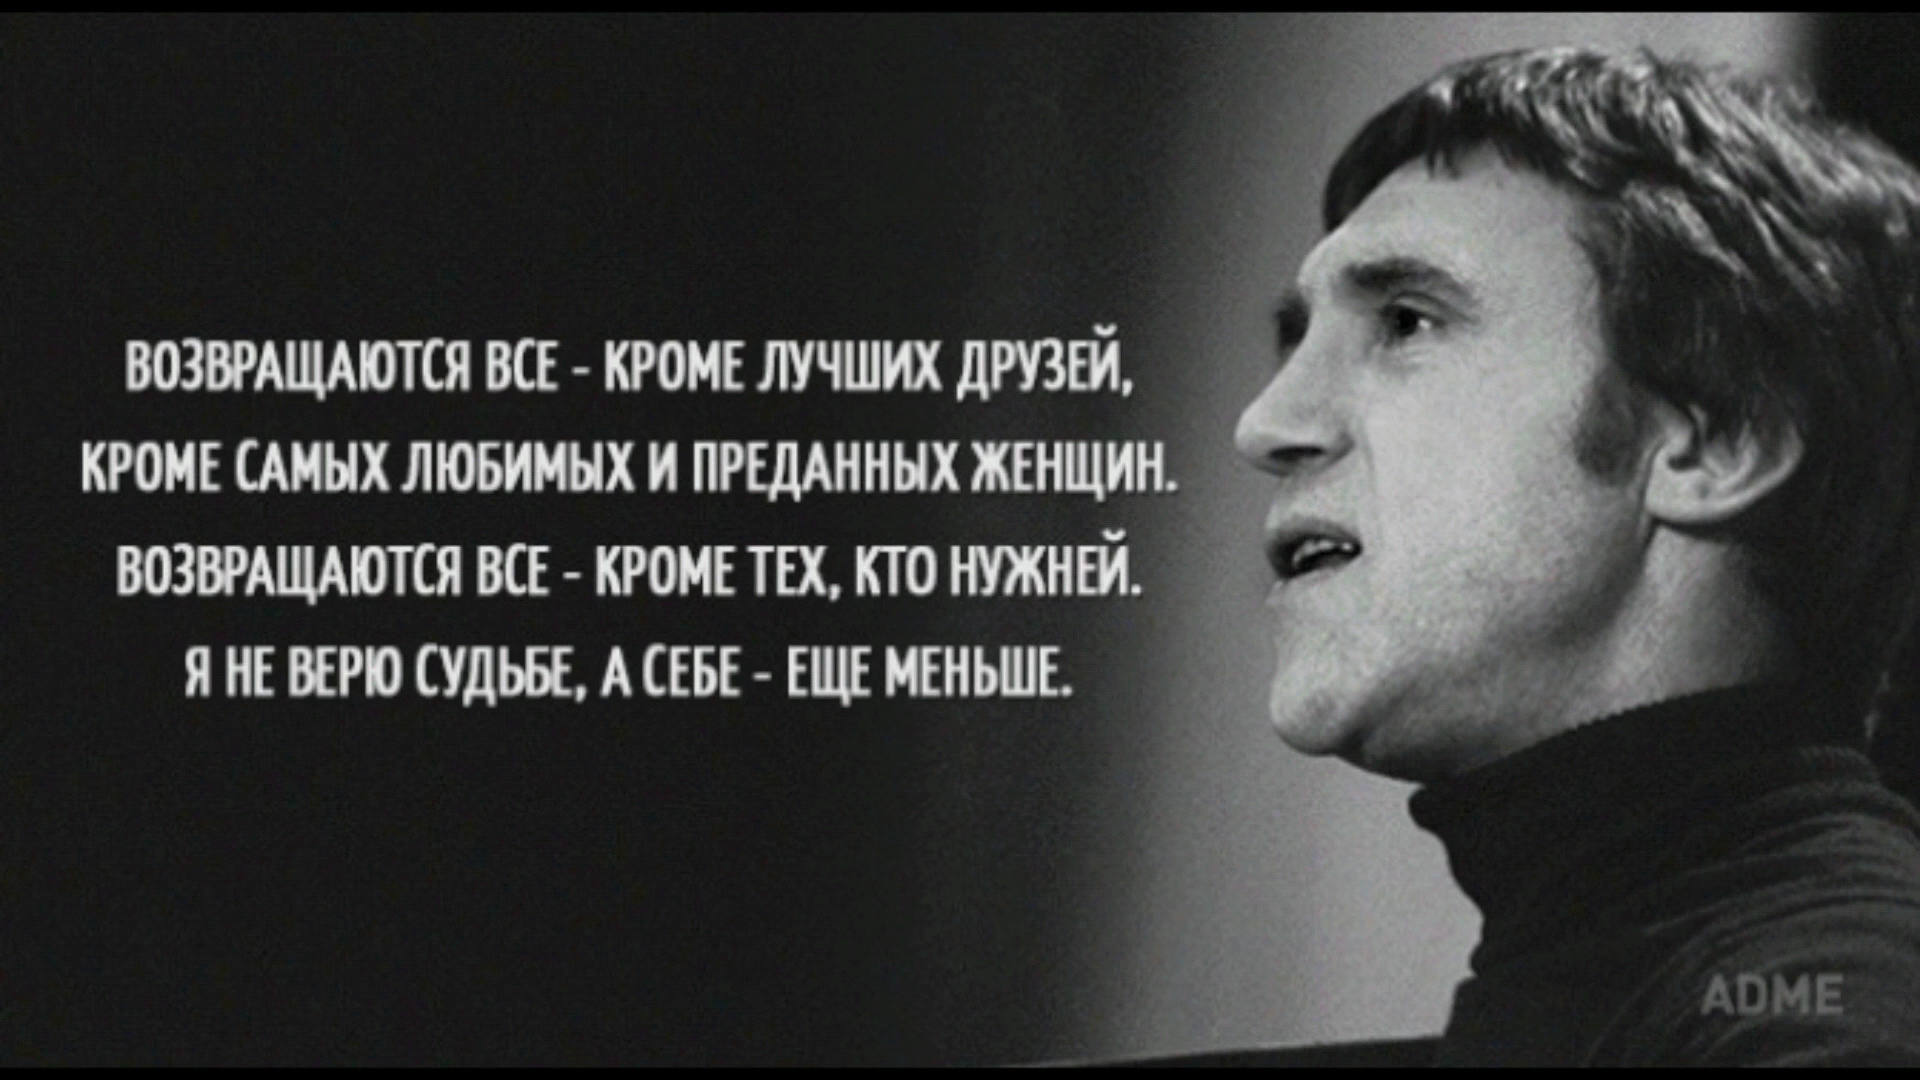 ВОЗВРАЩАЮТСЯ ВСЕ - КРОМЕ ЛУЧШИХ ДРУЗЕЙ,
КРОМЕ САМЫХ ЛЮБИМЫХ И ПРЕДАННЫХ ЖЕНЩИН.
ВОЗВРАЩАЮТСЯ ВСЕ - КРОМЕ ТЕХ, КТО НУЖНЕЙ.
Я НЕ ВЕРЮ СУДЬБЕ, А СЕБЕ - ЕЩЕ МЕНЬШЕ.
ADME